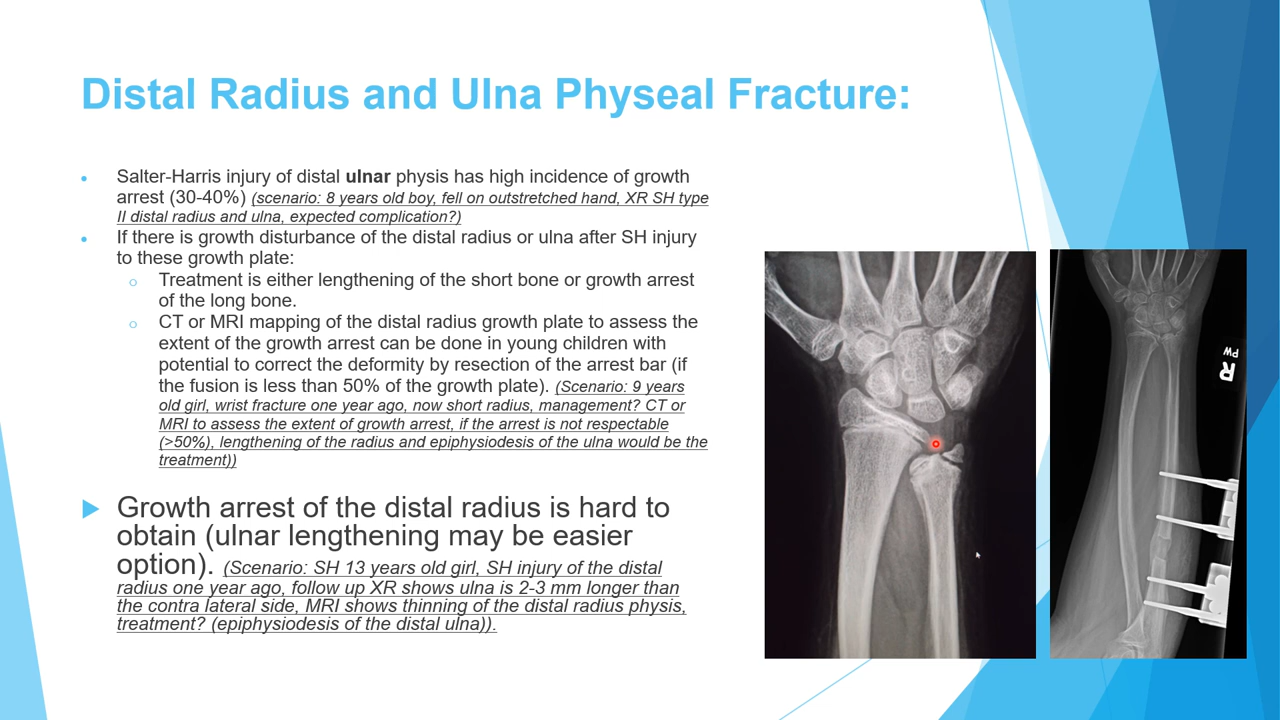 Distal Radius and Ulna Physeal Fracture:
Salter-Harris injury of distal ulnar physis has high incidence of growth
arrest (30-40%) (scenario: 8 years old boy, fell on outstretched hand, XR SH type
II distal radius and ulna, expected complication?)
If there is growth disturbance of the distal radius or ulna after SH injury
to these growth plate:
Treatment is either lengthening of the short bone or growth arrest
of the long bone.
CT or MRI mapping of the distal radius growth plate to assess the
extent of the growth arrest can be done in young children with
potential to correct the deformity by resection of the arrest bar (if
the fusion is less than 50% of the growth plate). (Scenario: 9 years
old girl, wrist fracture one year ago, now short radius, management? CT or
MRI to assess the extent of growth arrest, if the arrest is not respectable
(>50%), lengthening of the radius and epiphysiodesis of the ulna would be the
treatment))
Growth arrest of the distal radius is hard to
obtain (ulnar lengthening may be easier
option). (Scenario: SH 13 years old girl, SH injury of the distal
radius one year ago, follow up XR shows ulna is 2-3 mm longer than
the contra lateral side, MRI shows thinning of the distal radius physis,
treatment? (epiphysiodesis of the distal ulna)).
PW
R